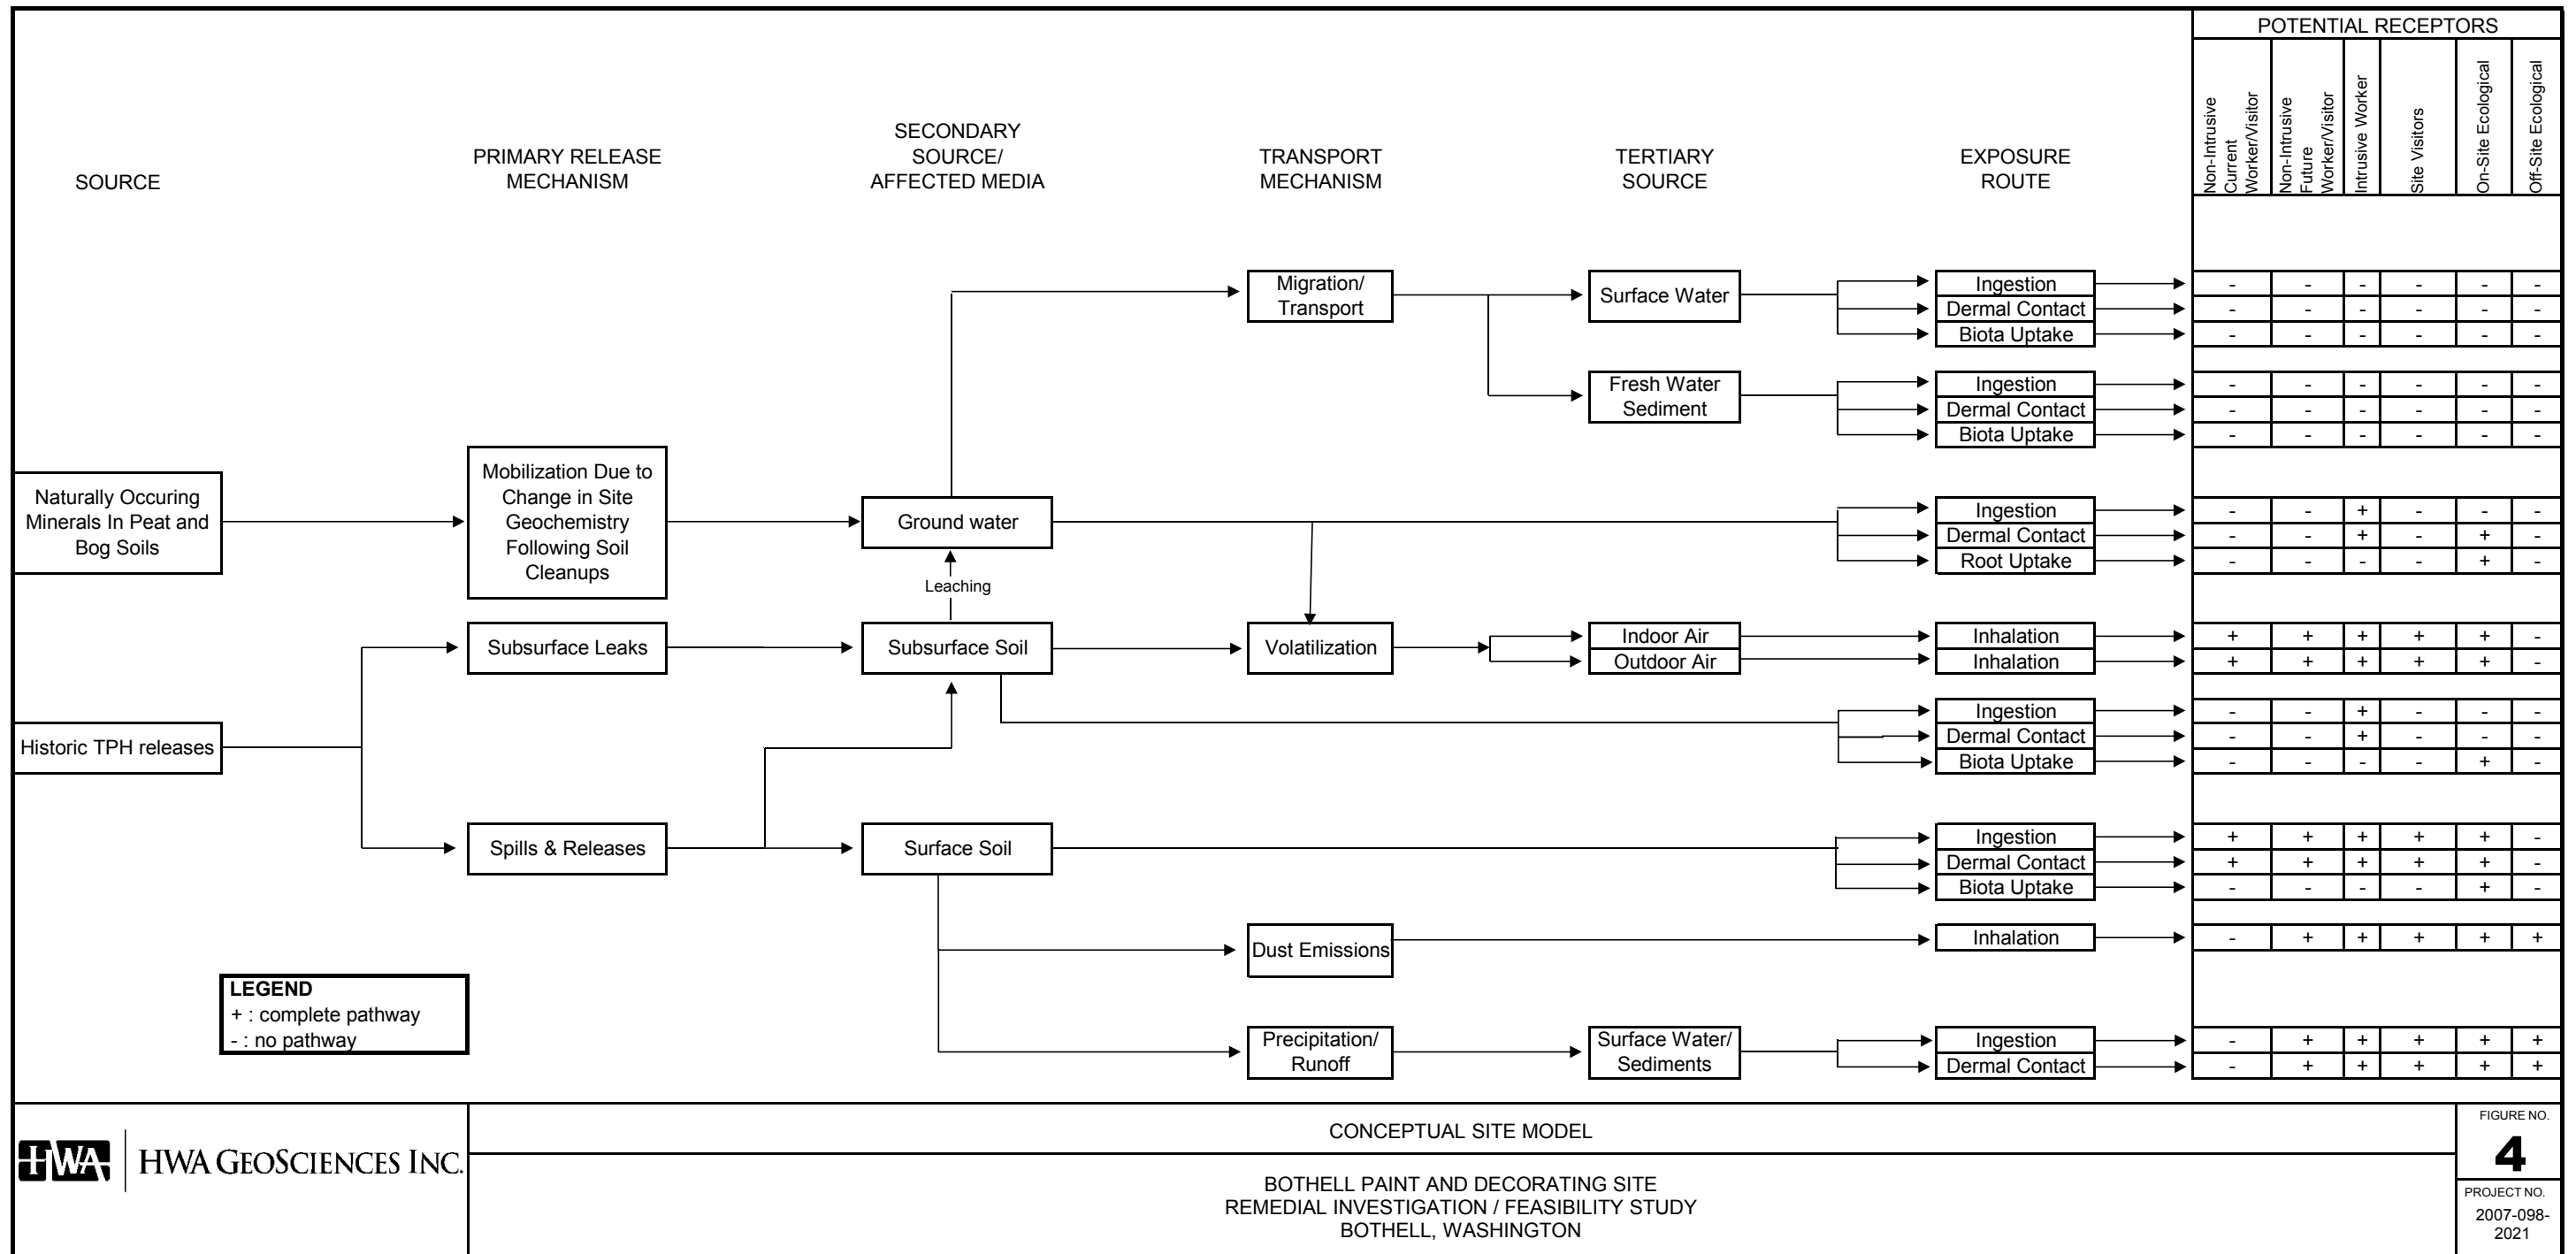 POTENTIAL RECEPTORS
Non-Intrusive
Current
Worker/Visitor
Non-Intrusive
Future
Worker/Visitor
Intrusive Worker
Site Visitors
On-Site Ecological
Off-Site Ecological
SOURCE
PRIMARY RELEASE
MECHANISM
SECONDARY
SOURCE/
AFFECTED MEDIA
TRANSPORT
MECHANISM
TERTIARY
SOURCE
EXPOSURE
ROUTE
Migration/
Transport
Surface Water
Ingestion - - - - - -
Dermal Contact - - - - - -
Biota Uptake - - - - - -
Fresh Water
Sediment
Ingestion - - - - - -
Dermal Contact - - - - - -
Biota Uptake - - - - - -
Naturally Occuring
Minerals In Peat and
Bog Soils
Mobilization Due to
Change in Site
Geochemistry
Following Soil
Cleanups
Ground water
Ingestion - - + - - -
Dermal Contact - - + - + -
Root Uptake - - - - + -
Leaching
Subsurface Leaks
Subsurface Soil
Volatilization
Indoor Air
Inhalation + + + + + -
Outdoor Air
Inhalation + + + + + -
Ingestion - - + - - -
Dermal Contact - - + - - -
Biota Uptake - - - - + -
Historic TPH releases
Spills & Releases
Surface Soil
Ingestion + + + + + -
Dermal Contact + + + + + -
Biota Uptake - - - - + -
Dust Emissions
Inhalation - + + + + +
LEGEND
+ : complete pathway
- : no pathway
Precipitation/
Runoff
Surface Water/
Sediments
Ingestion - + + + + +
Dermal Contact - + + + + +
HWA
HWA GEOSCIENCES INC.
CONCEPTUAL SITE MODEL
BOTHELL PAINT AND DECORATING SITE
REMEDIAL INVESTIGATION / FEASIBILITY STUDY
BOTHELL, WASHINGTON
FIGURE NO.
4
PROJECT NO.
2007-098-
2021